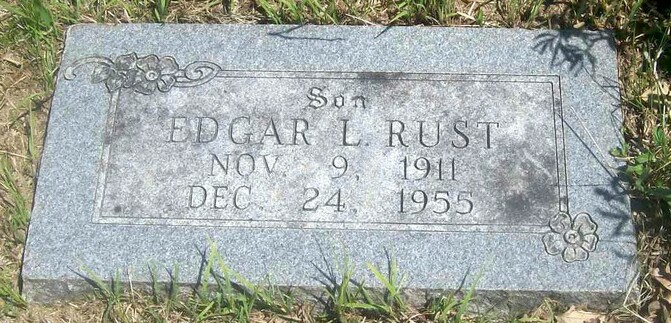 Son
EDGAR L. RUST
NOV. 9, 1911
DEC. 24, 1955